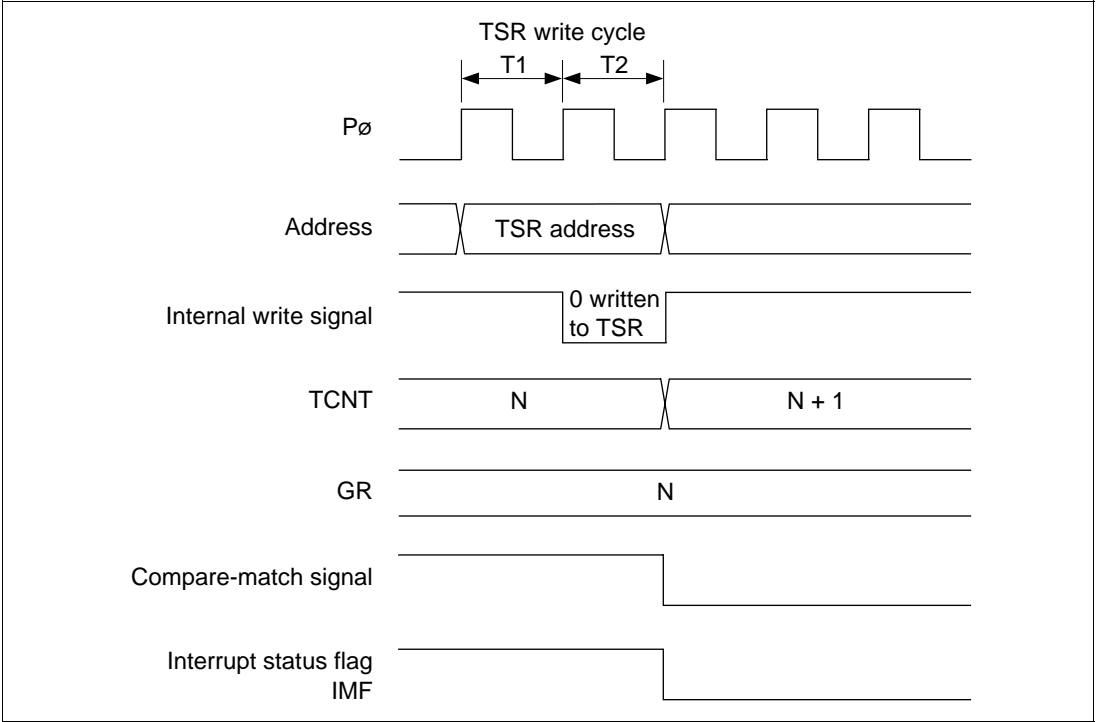 TSR write cycle
T1 T2
Pø
Address TSR address
Internal write signal 0 written
to TSR
TCNT N N + 1
GR N
Compare-match signal
Interrupt status flag
IMF